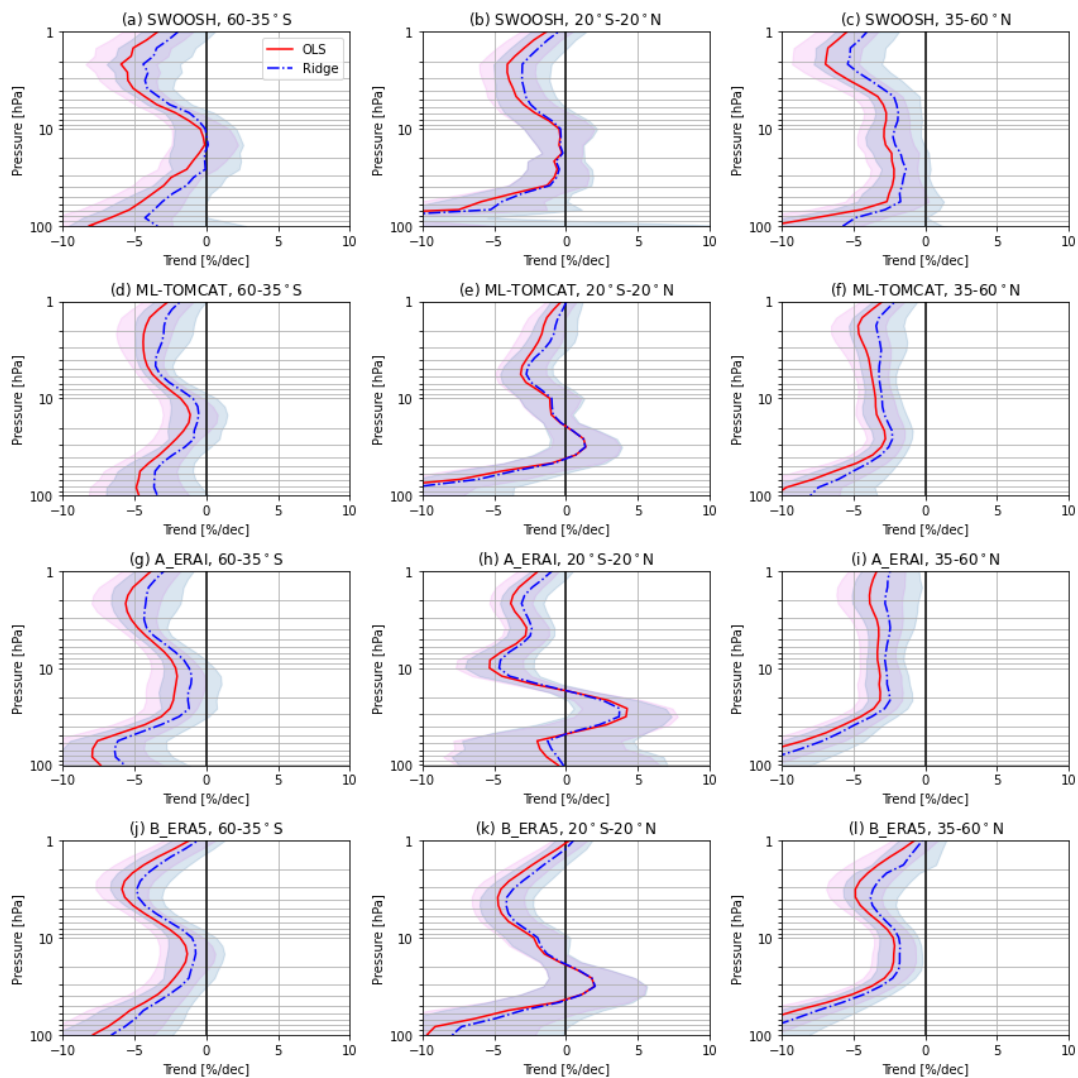 (a) SWOOSH, 60-35°S
(b) SWOOSH, 20°S-20°N
(c) SWOOSH, 35-60°N
1
10
100
Pressure [hPa]
OLS
Ridge
−10
−5
0
5
10
Trend [%/dec]
1
10
100
Pressure [hPa]
−10
−5
0
5
10
Trend [%/dec]
1
10
100
Pressure [hPa]
−10
−5
0
5
10
Trend [%/dec]
(d) ML-TOMCAT, 60-35°S
(e) ML-TOMCAT, 20°S-20°N
(f) ML-TOMCAT, 35-60°N
1
10
100
Pressure [hPa]
−10
−5
0
5
10
Trend [%/dec]
1
10
100
Pressure [hPa]
−10
−5
0
5
10
Trend [%/dec]
1
10
100
Pressure [hPa]
−10
−5
0
5
10
Trend [%/dec]
(g) A_ERAI, 60-35°S
(h) A_ERAI, 20°S-20°N
(i) A_ERAI, 35-60°N
1
10
100
Pressure [hPa]
−10
−5
0
5
10
Trend [%/dec]
1
10
100
Pressure [hPa]
−10
−5
0
5
10
Trend [%/dec]
1
10
100
Pressure [hPa]
−10
−5
0
5
10
Trend [%/dec]
(j) B_ERA5, 60-35°S
(k) B_ERA5, 20°S-20°N
(l) B_ERA5, 35-60°N
1
10
100
Pressure [hPa]
−10
−5
0
5
10
Trend [%/dec]
1
10
100
Pressure [hPa]
−10
−5
0
5
10
Trend [%/dec]
1
10
100
Pressure [hPa]
−10
−5
0
5
10
Trend [%/dec]